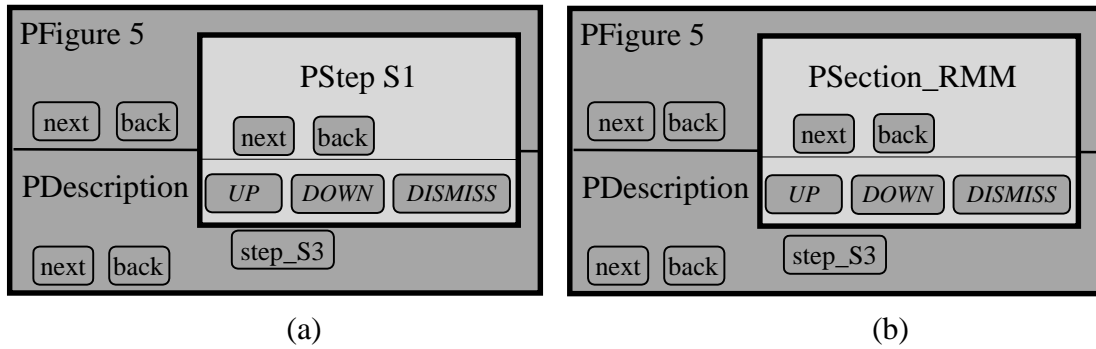 PFigure 5
PStep S1
next back
next back
PDescription
UP DOWN DISMISS
step_S3
next back
(a)
PFigure 5
PSection_RMM
next back
next back
PDescription
UP DOWN DISMISS
step_S3
next back
(b)